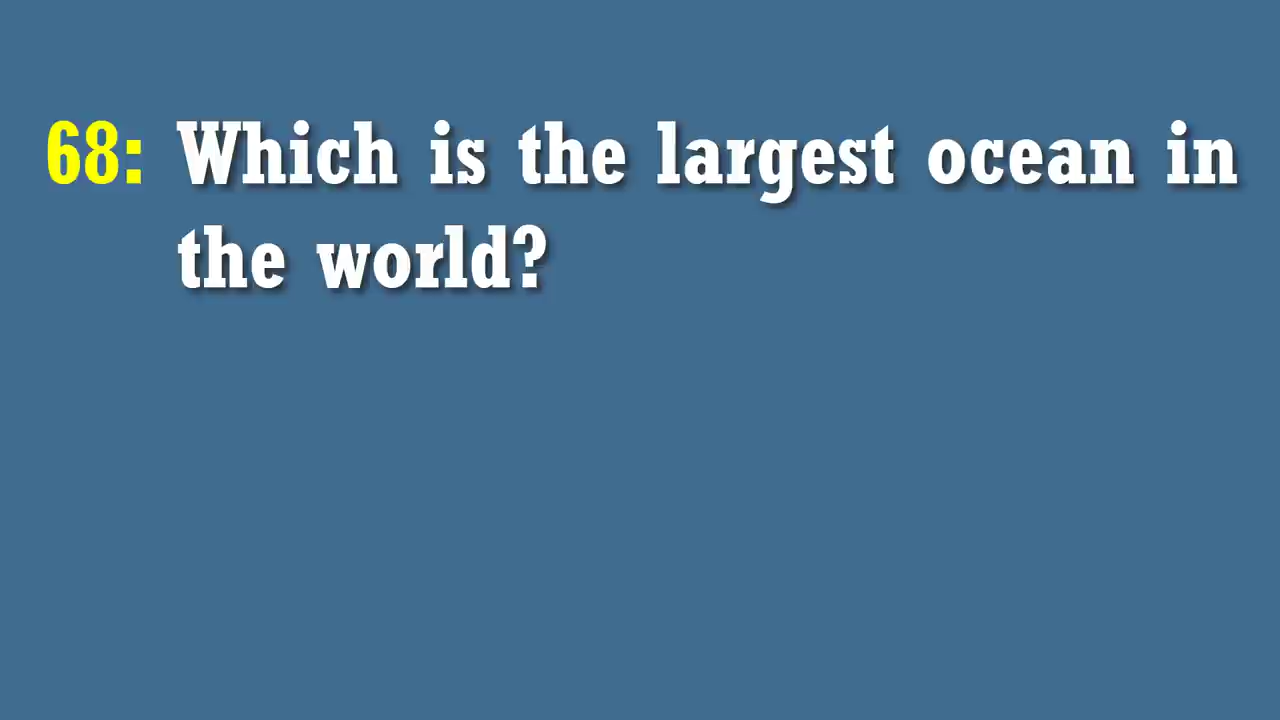 68: Which is the largest ocean in
the world?